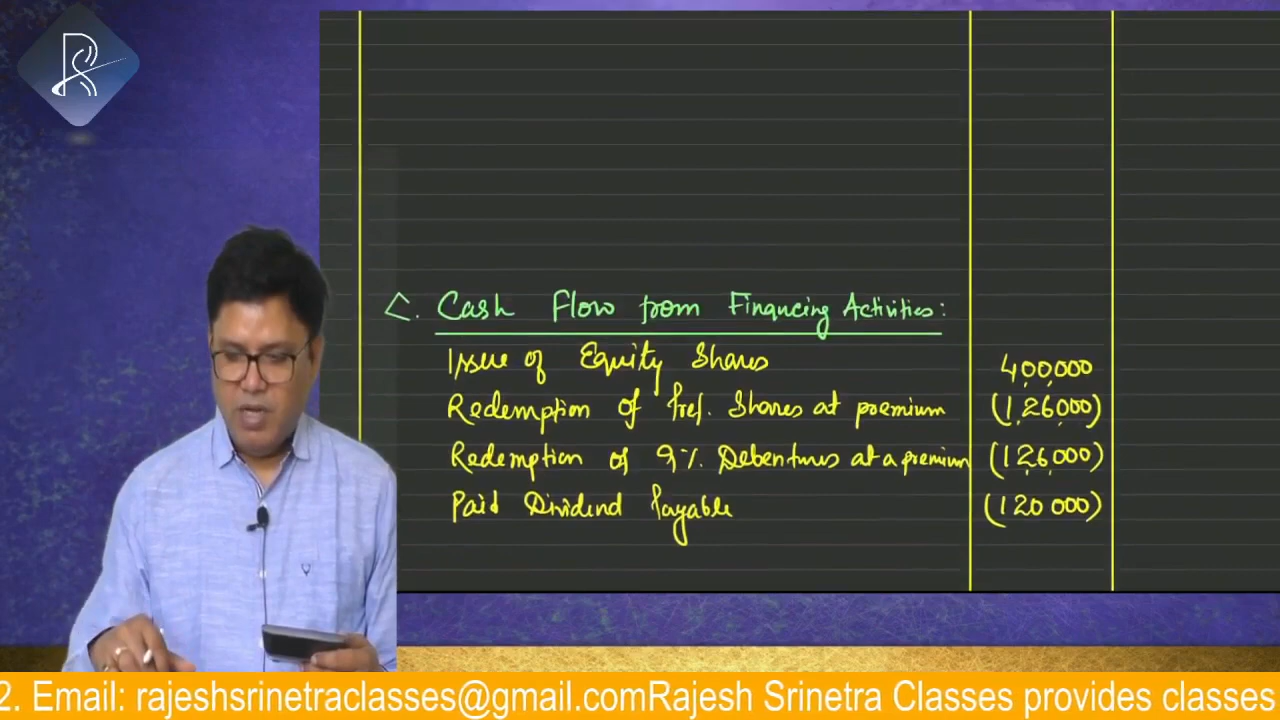 RS
C. Cash Flow from Financing Activities:
Issue of Equity Shares 400,000
Redemption of Pref. Shares at premium (1,26,000)
Redemption of 9% Debentures at a premium (1,26,000)
Paid Dividend Payable (120 000)
2. Email: rajeshsrinetraclasses@gmail.comRajesh Srinetra Classes provides classes